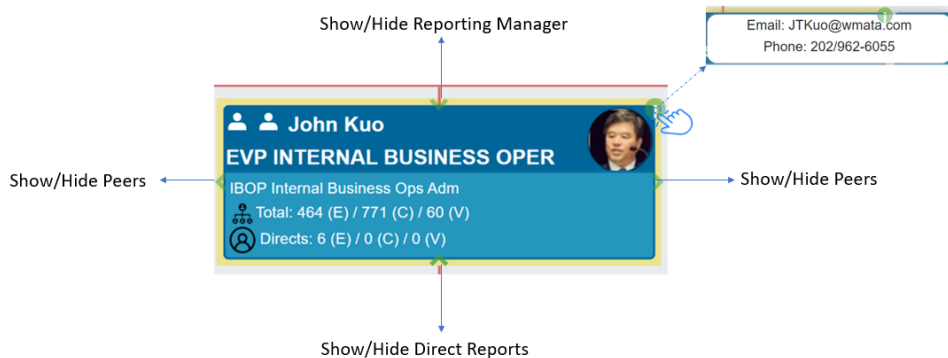 Show/Hide Reporting Manager
Email: JTKuo@wmata.com
Phone: 202/962-6055
John Kuo
EVP INTERNAL BUSINESS OPER
Show/Hide Peers
IBOP Internal Business Ops Adm
Show/Hide Peers
Total: 464 (E) / 771 (C) / 60 (V)
Directs: 6 (E) / 0 (C) / 0 (V)
Show/Hide Direct Reports